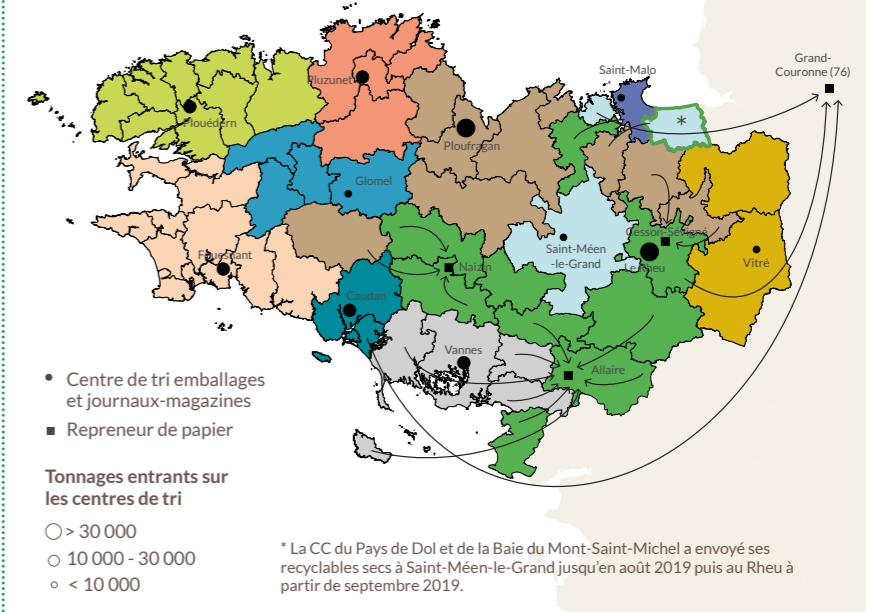 Grand-
Couronne (76)
Saint-Malo
*
Pluzunet
Plouédern
Ploufragan
Glomel
Cesson-Sévigné
Saint-Méen
-le-Grand
Le Rheu
Vitré
Fouesnant
Naizin
Caudan
Vannes
Allaire
Centre de tri emballages
et journaux-magazines
Repreneur de papier
Tonnages entrants sur
les centres de tri
> 30 000
10 000 - 30 000
< 10 000
* La CC du Pays de Dol et de la Baie du Mont-Saint-Michel a envoyé ses
recyclables secs à Saint-Méen-le-Grand jusqu'en août 2019 puis au Rheu à
partir de septembre 2019.